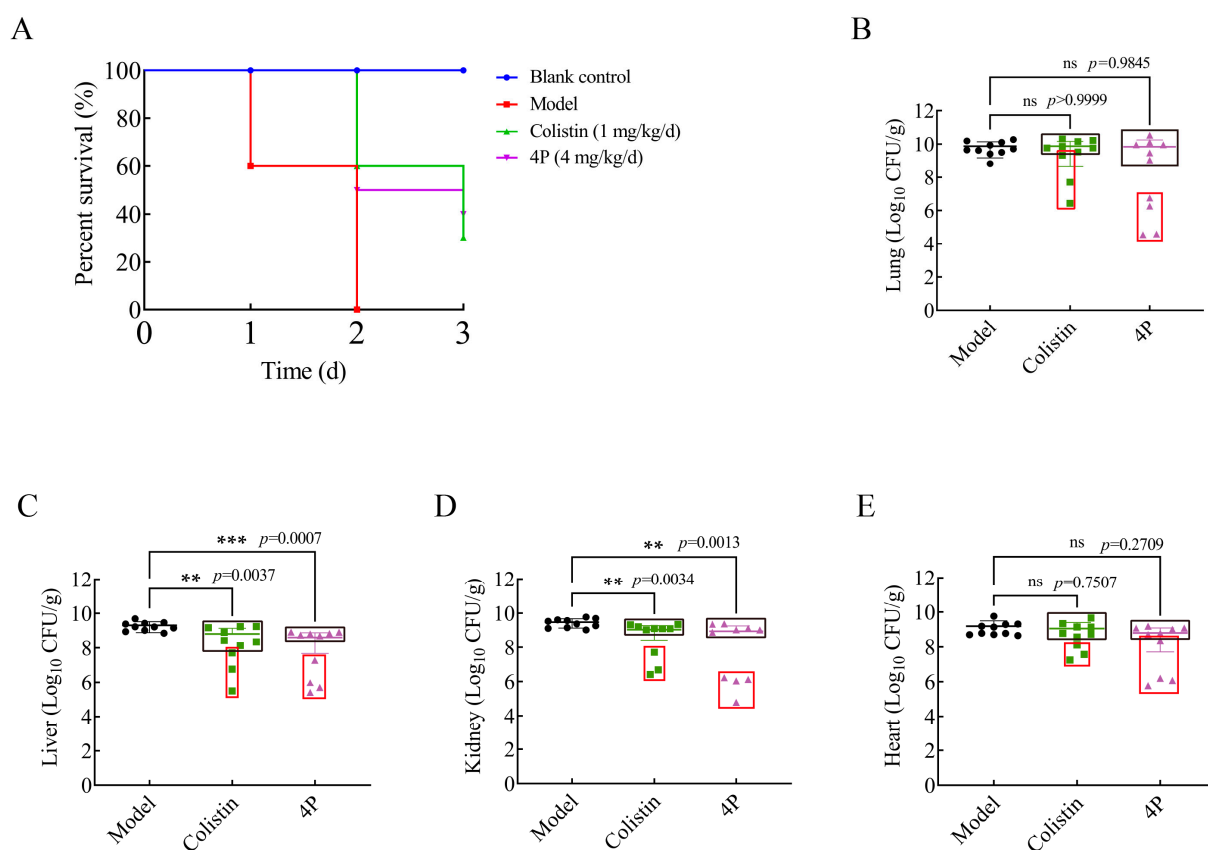 A
Percent survival (%)
100
80
60
40
20
0
0 1 2 3
Time (d)
Blank control
Model
Colistin (1 mg/kg/d)
4P (4 mg/kg/d)
B
ns p=0.9845
ns p>0.9999
Lung (Log10 CFU/g)
12
10
8
6
4
2
0
Model Colistin 4P
C
*** p=0.0007
** p=0.0037
Liver (Log10 CFU/g)
12
10
8
6
4
2
0
Model Colistin 4P
D
** p=0.0013
** p=0.0034
Kidney (Log10 CFU/g)
12
10
8
6
4
2
0
Model Colistin 4P
E
ns p=0.2709
ns p=0.7507
Heart (Log10 CFU/g)
12
10
8
6
4
2
0
Model Colistin 4P